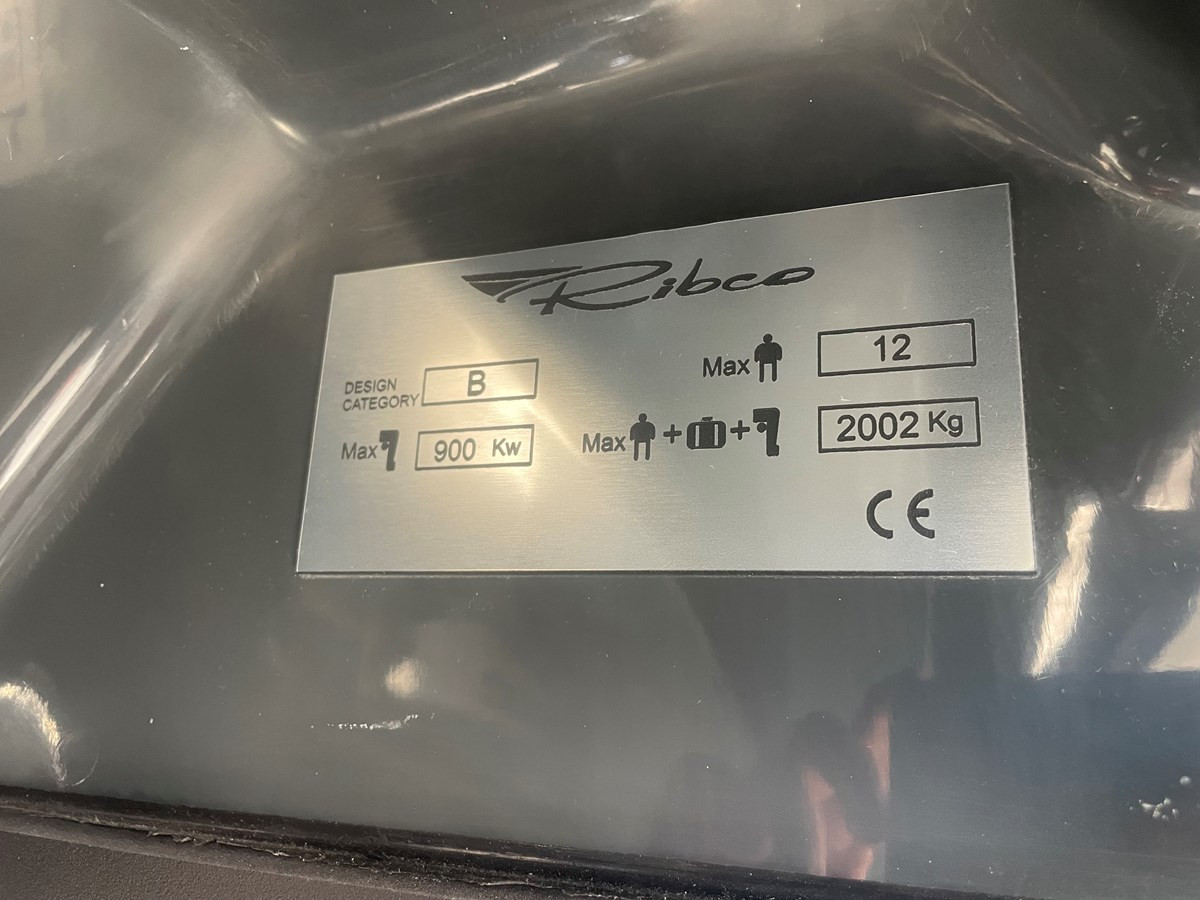 Ribco
DESIGN CATEGORY B
Max 900 Kw
Max 12
Max + + 2002 Kg
CE